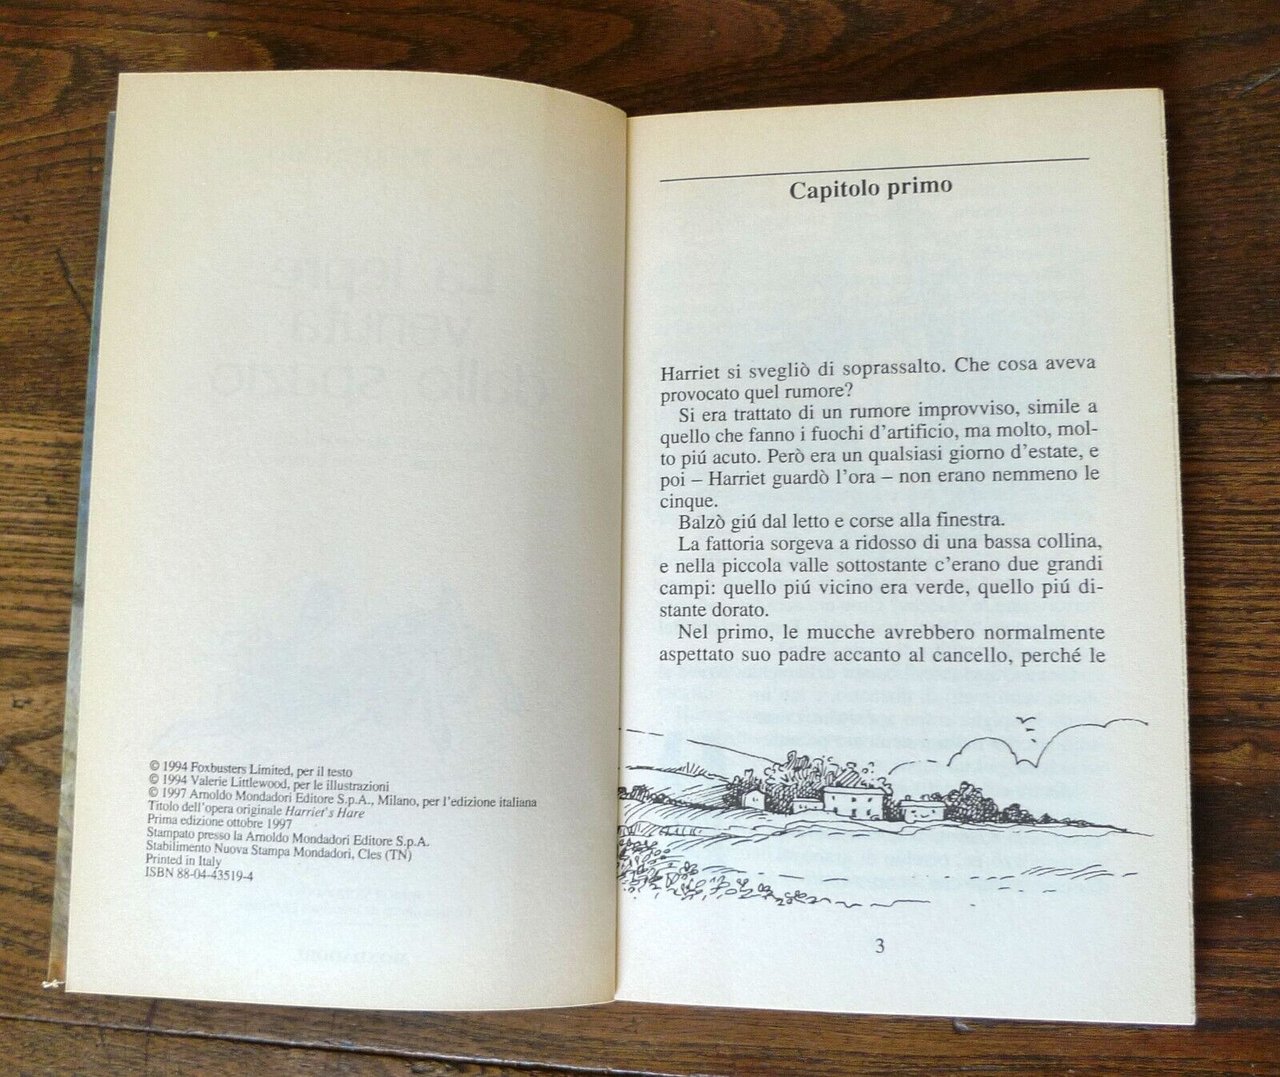 © 1994 Foxbusters Limited, per il testo
© 1994 Valerie Littlewood, per le illustrazioni
© 1997 Arnoldo Mondadori Editore S.p.A., Milano, per l'edizione italiana
Titolo dell'opera originale Harriet's Hare
Prima edizione ottobre 1997
Stampato presso la Arnoldo Mondadori Editore S.p.A.
Stabilimento Nuova Stampa Mondadori, Cles (TN)
Printed in Italy
ISBN 88-04-43519-4
Capitolo primo
Harriet si svegliò di soprassalto. Che cosa aveva
provocato quel rumore?
Si era trattato di un rumore improvviso, simile a
quello che fanno i fuochi d'artificio, ma molto, mol-
to piú acuto. Però era un qualsiasi giorno d'estate, e
poi – Harriet guardò l'ora – non erano nemmeno le
cinque.
Balzò giú dal letto e corse alla finestra.
La fattoria sorgeva a ridosso di una bassa collina,
e nella piccola valle sottostante c'erano due grandi
campi: quello piú vicino era verde, quello piú di-
stante dorato.
Nel primo, le mucche avrebbero normalmente
aspettato suo padre accanto al cancello, perché le
3